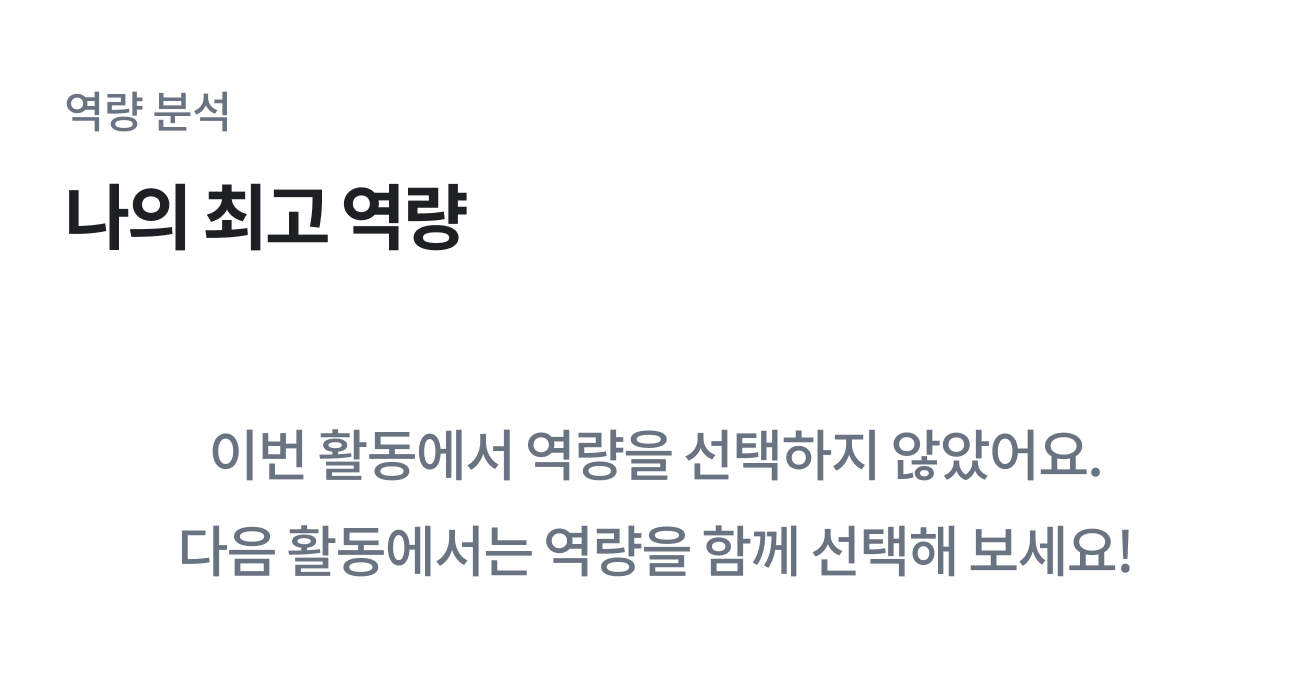 역량 분석
나의 최고 역량
이번 활동에서 역량을 선택하지 않았어요.
다음 활동에서는 역량을 함께 선택해 보세요!